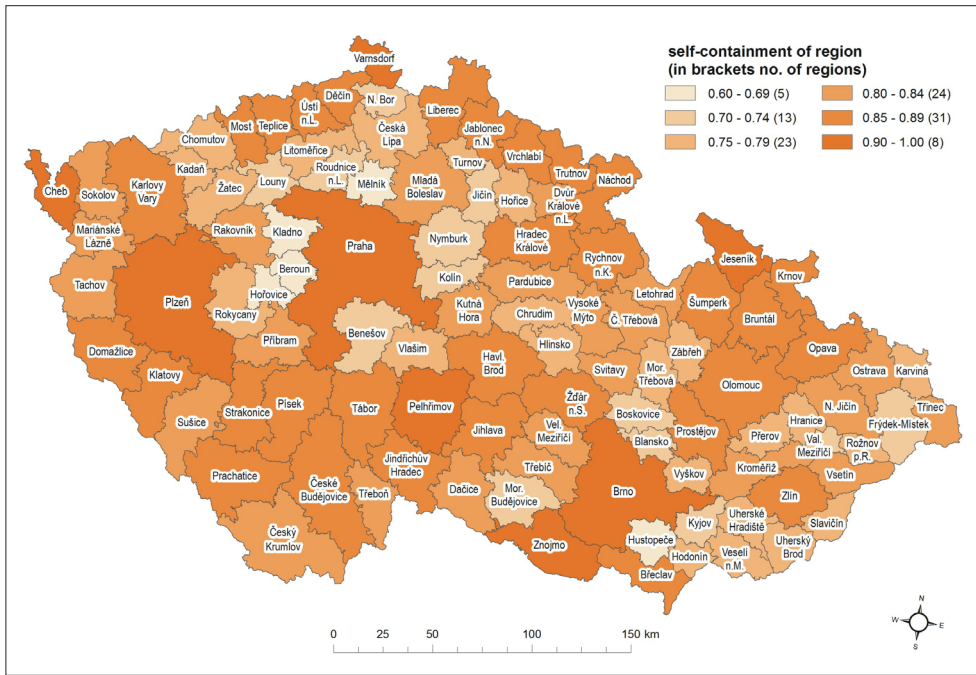 self-containment of region
(in brackets no. of regions)
0.60 - 0.69 (5)
0.80 - 0.84 (24)
0.70 - 0.74 (13)
0.85 - 0.89 (31)
0.75 - 0.79 (23)
0.90 - 1.00 (8)
Varnsdorf
Děčín
N. Bor
Ústí
n.L.
Liberec
Teplice
Most
Jablonec
n.N.
Česká
Lípa
Chomutov
Litoměřice
Turnov
Vrchlabí
Roudnice
n.L.
Kadaň
Mělník
Trutnov
Náchod
Cheb
Sokolov
Karlovy
Vary
Žatec
Louny
Mladá
Boleslav
Jičín
Hořice
Dvůr
Králové
n.L.
Mariánské
Lázně
Rakovník
Kladno
Praha
Nymburk
Hradec
Králové
Rychnov
n.K.
Jeseník
Krnov
Tachov
Plzeň
Beroun
Hořovice
Kolín
Pardubice
Letohrad
Rokycany
Kutná
Hora
Chrudim
Vysoké
Mýto
Č. Třebová
Šumperk
Bruntál
Benešov
Příbram
Vlašim
Hlinsko
Zábřeh
Opava
Domažlice
Klatovy
Havl.
Brod
Svitavy
Mor.
Třebová
Olomouc
Ostrava
Karviná
Sušice
Strakonice
Písek
Tábor
Pelhřimov
Jihlava
Žďár
n.S.
Boskovice
N. Jičín
Třinec
Frýdek-Místek
Vel.
Meziříčí
Blansko
Prostějov
Přerov
Hranice
Val.
Meziříčí
Rožnov
p.R.
Prachatice
České
Budějovice
Jindřichův
Hradec
Třeboň
Dačice
Třebíč
Vyškov
Kroměříž
Vsetín
Mor.
Budějovice
Brno
Zlín
Český
Krumlov
Znojmo
Hustopeče
Kyjov
Uherské
Hradiště
Slavičín
Hodonín
Veselí
n.M.
Uherský
Brod
Břeclav
0 25 50 100 150 km
N
W E
S